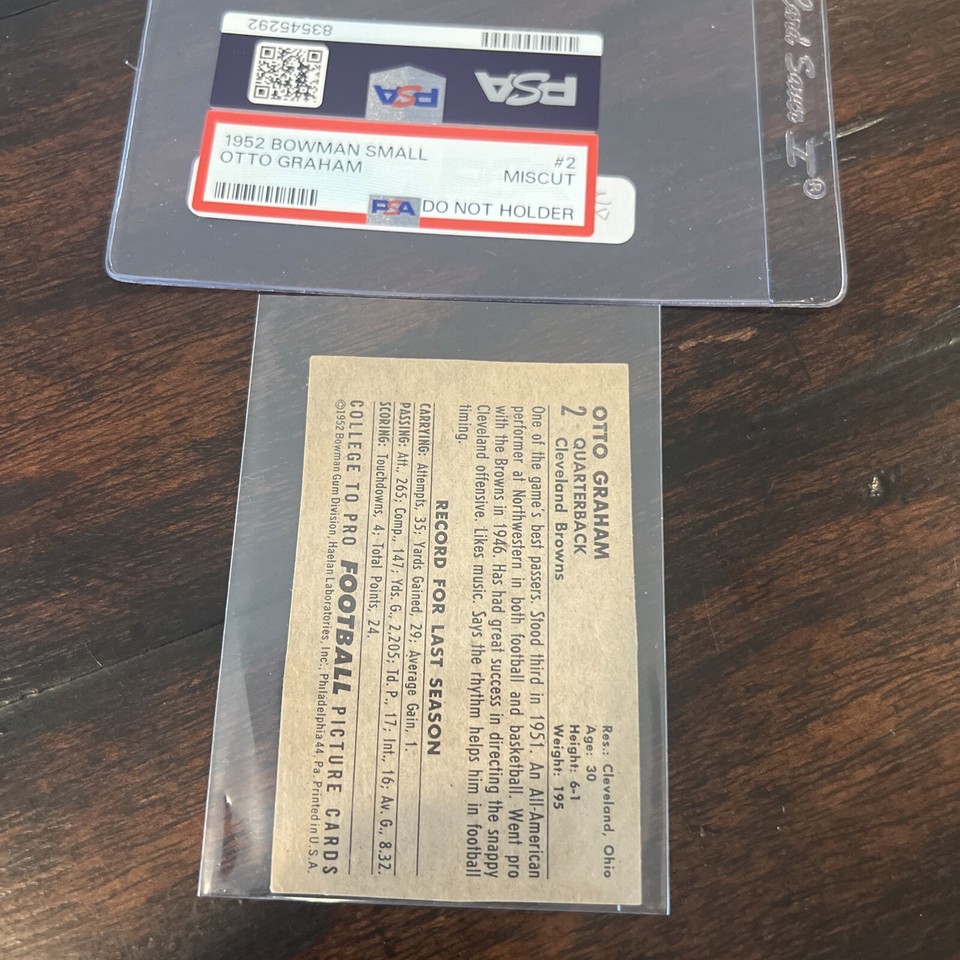 83545292
PSA
PSA
1952 BOWMAN SMALL #2
OTTO GRAHAM MISCUT
PSA DO NOT HOLDER
Card Saver I®
OTTO GRAHAM
2 - QUARTERBACK
Cleveland Browns
Res.: Cleveland, Ohio
Age: 30
Height: 6-1
Weight: 195
One of the game's best passers. Stood third in 1951. An All-American
performer at Northwestern in both football and basketball. Went pro
with the Browns in 1946. Has had great success in directing the snappy
Cleveland offensive. Likes music. Says the rhythm helps him in football
timing.
RECORD FOR LAST SEASON
CARRYING: Attempts, 35; Yards Gained, 29; Average Gain, 1.
PASSING: Att., 265; Comp., 147; Yds. G., 2,205; Td. P., 17; Int., 16; Av. G., 8.32.
SCORING: Touchdowns, 4; Total Points, 24.
COLLEGE TO PRO FOOTBALL PICTURE CARDS
©1952 Bowman Gum Division, Haelan Laboratories, Inc., Philadelphia 44, Pa. Printed in U.S.A.